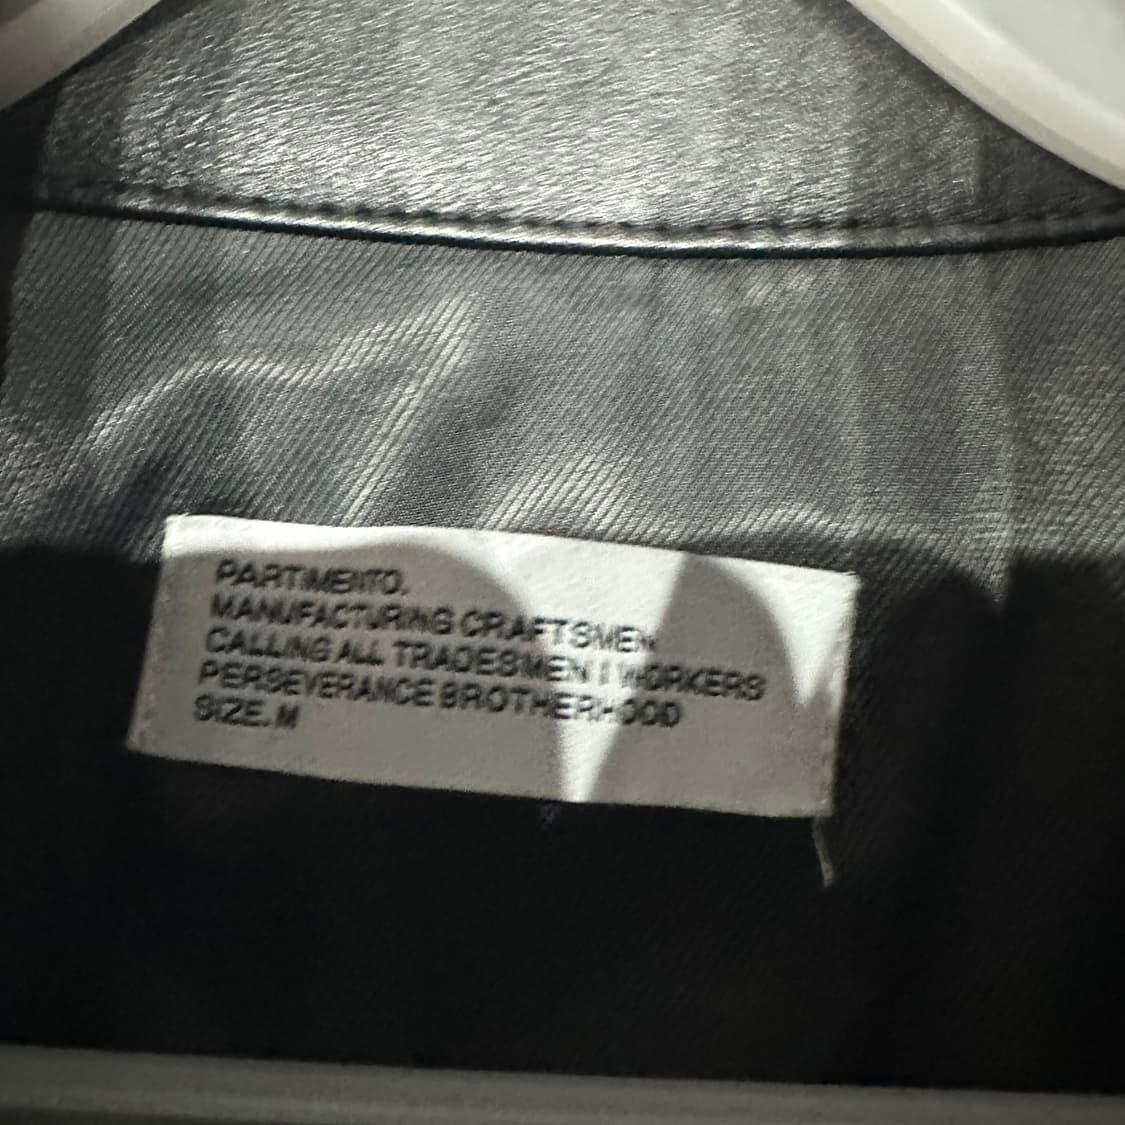 PARTIMENTO.
MANUFACTURING CRAFTSMEN
CALLING ALL TRADESMEN I WORKERS
PERSEVERANCE BROTHERHOOD
SIZE. M